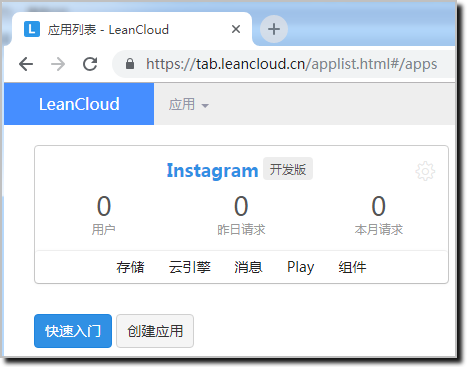 应用列表 - LeanCloud
https://tab.leancloud.cn/applist.html#/apps
LeanCloud 应用
Instagram 开发版
0 0 0
用户 昨日请求 本月请求
存储 云引擎 消息 Play 组件
快速入门 创建应用